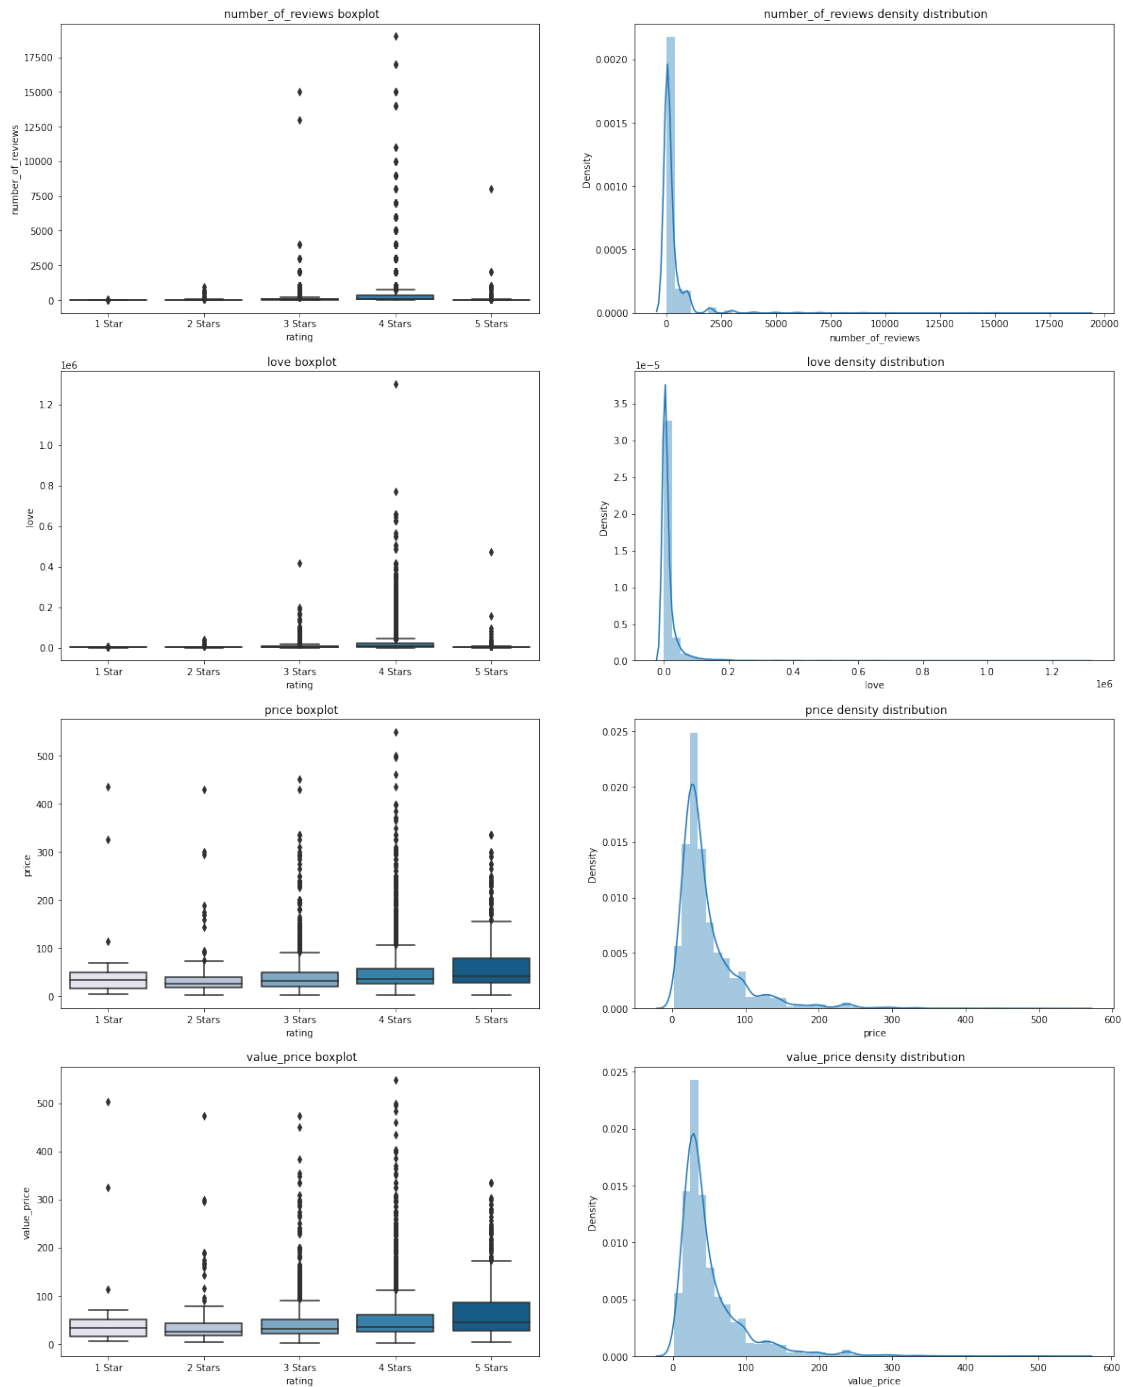 number_of_reviews boxplot
17500
15000
12500
10000
7500
5000
2500
0
number_of_reviews
1 Star 2 Stars 3 Stars 4 Stars 5 Stars
rating
number_of_reviews density distribution
0.0020
0.0015
0.0010
0.0005
0.0000
Density
0 2500 5000 7500 10000 12500 15000 17500 20000
number_of_reviews
love boxplot
1e6
1.2
1.0
0.8
0.6
0.4
0.2
0.0
love
1 Star 2 Stars 3 Stars 4 Stars 5 Stars
rating
love density distribution
1e-5
3.5
3.0
2.5
2.0
1.5
1.0
0.5
0.0
Density
0.0 0.2 0.4 0.6 0.8 1.0 1.2
love
1e6
price boxplot
500
400
300
200
100
0
price
1 Star 2 Stars 3 Stars 4 Stars 5 Stars
rating
price density distribution
0.025
0.020
0.015
0.010
0.005
0.000
Density
0 100 200 300 400 500 600
price
value_price boxplot
500
400
300
200
100
0
value_price
1 Star 2 Stars 3 Stars 4 Stars 5 Stars
rating
value_price density distribution
0.025
0.020
0.015
0.010
0.005
0.000
Density
0 100 200 300 400 500 600
value_price